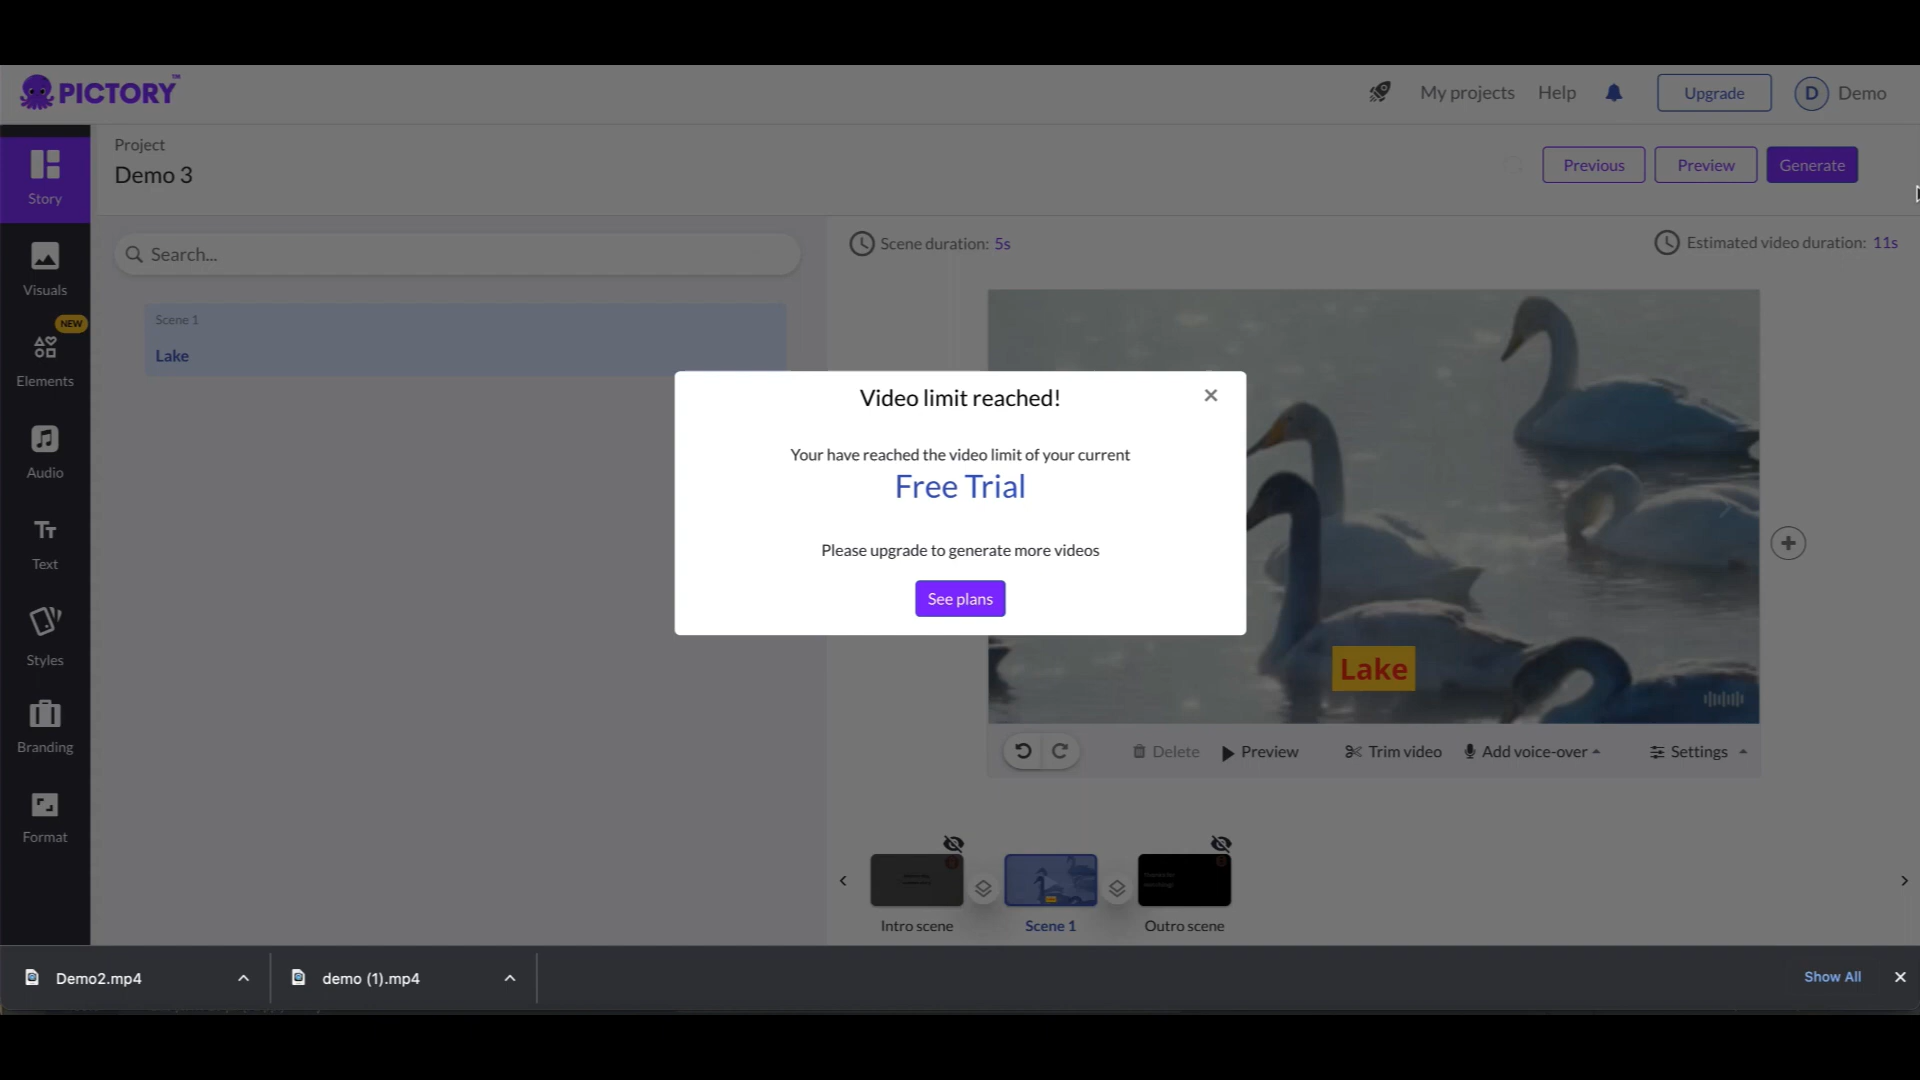 PICTORY™
My projects
Help
Upgrade
D
Demo
Story
Visuals
NEW
Elements
Audio
Text
Styles
Branding
Format
Project
Demo 3
Previous
Preview
Generate
Search...
Scene duration: 5s
Estimated video duration: 11s
Scene 1
Lake
Video limit reached!
Your have reached the video limit of your current
Free Trial
Please upgrade to generate more videos
See plans
Lake
Delete
Preview
Trim video
Add voice-over
Settings
Intro scene
Scene 1
Outro scene
Demo2.mp4
demo (1).mp4
Show All